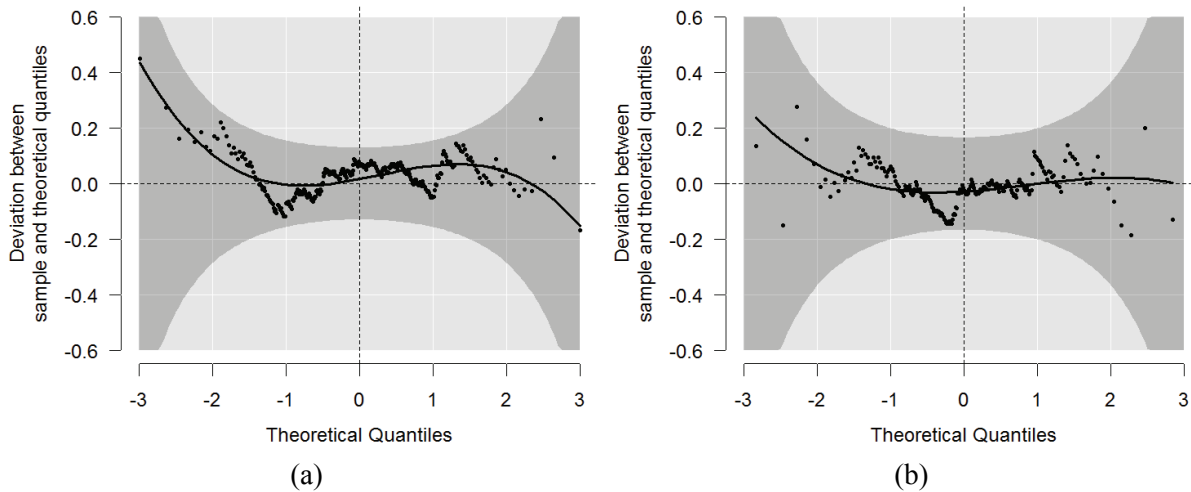 0.6
0.4
0.2
0.0
-0.2
-0.4
-0.6
Deviation between
sample and theoretical quantiles
-3 -2 -1 0 1 2 3
Theoretical Quantiles
(a)
0.6
0.4
0.2
0.0
-0.2
-0.4
-0.6
Deviation between
sample and theoretical quantiles
-3 -2 -1 0 1 2 3
Theoretical Quantiles
(b)